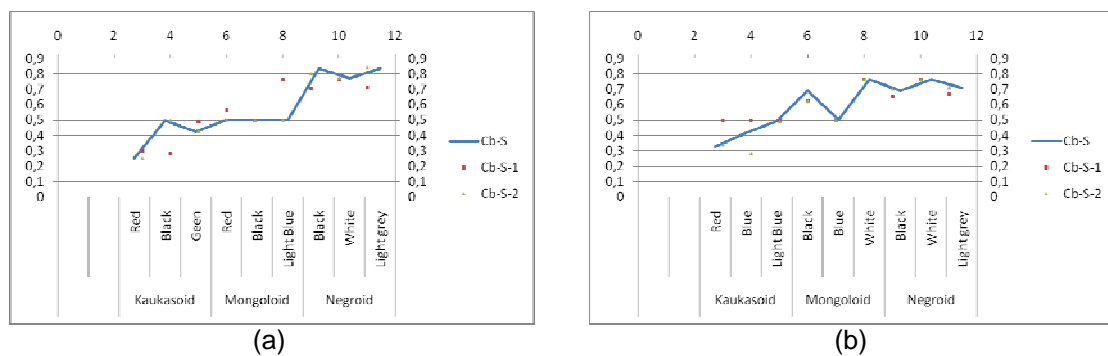 0 2 4 6 8 10 12
0,9 0,9
0,8 0,8
0,7 0,7
0,6 0,6
0,5 0,5
0,4 0,4
0,3 0,3
0,2 0,2
0,1 0,1
0 0
Cb-S
Cb-S-1
Cb-S-2
Red Black Geen Red Black Light Blue Black White Light grey
Kaukasoid Mongoloid Negroid
(a)
0 2 4 6 8 10 12
0,9 0,9
0,8 0,8
0,7 0,7
0,6 0,6
0,5 0,5
0,4 0,4
0,3 0,3
0,2 0,2
0,1 0,1
0 0
Cb-S
Cb-S-1
Cb-S-2
Red Blue Light Blue Black Blue White Black White Light grey
Kaukasoid Mongoloid Negroid
(b)